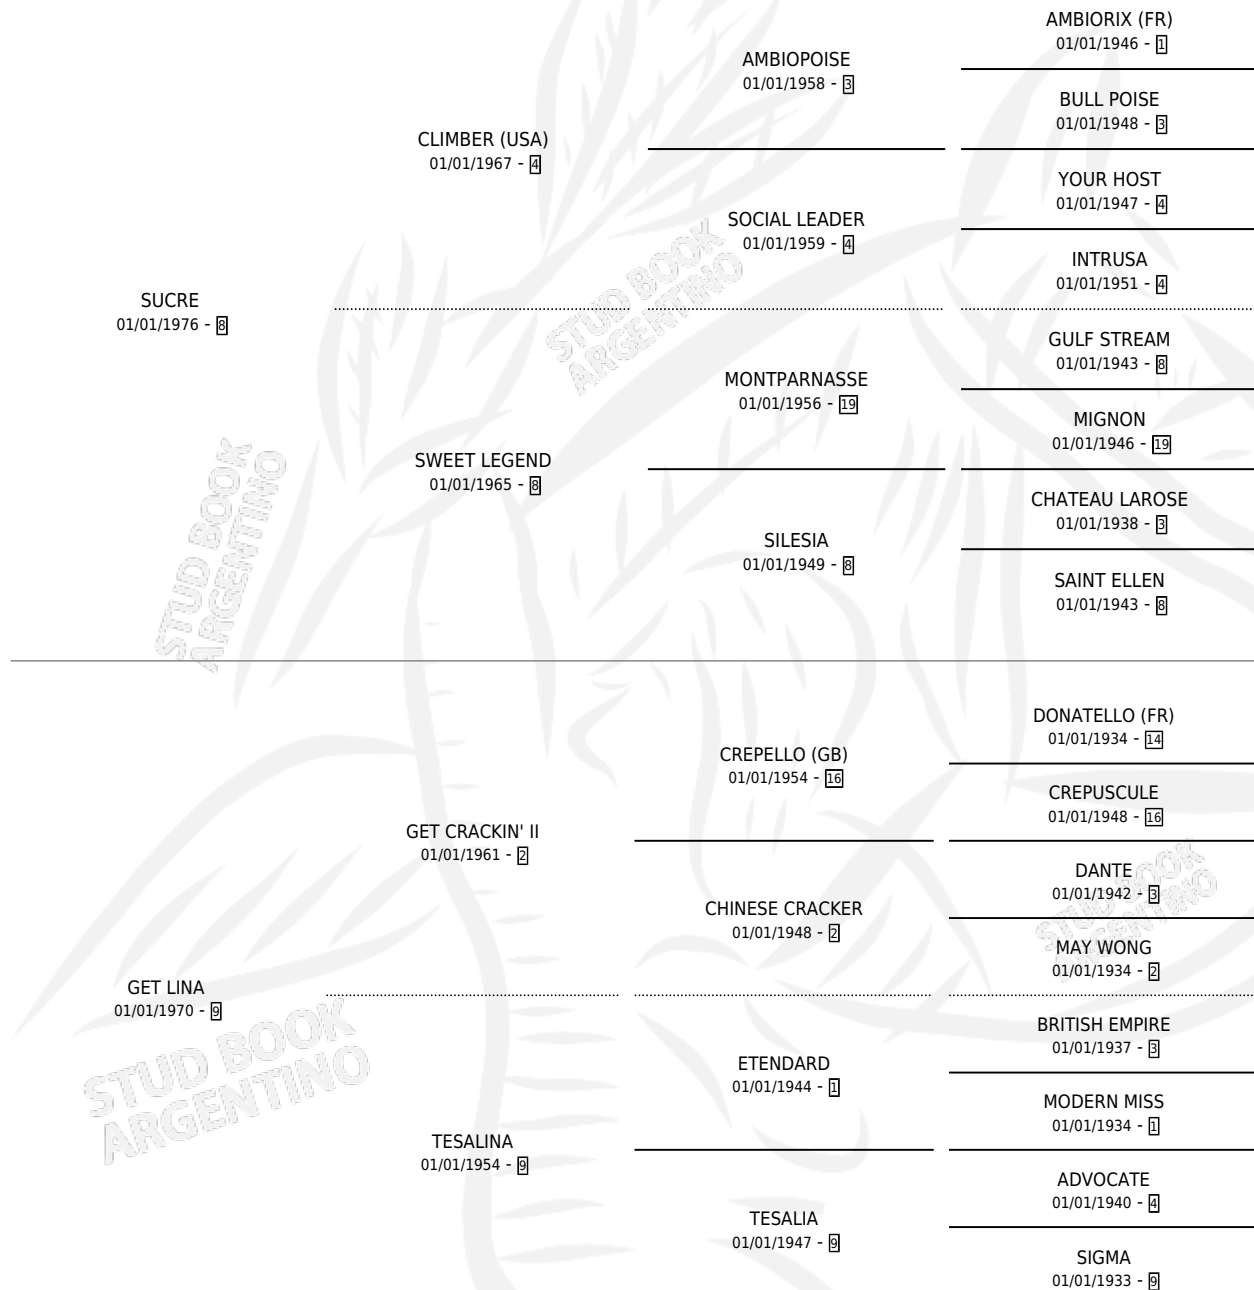 AMBIORIX (FR)
01/01/1946 - 1
AMBIOPOISE
01/01/1958 - 3
BULL POISE
01/01/1948 - 3
CLIMBER (USA)
01/01/1967 - 4
YOUR HOST
01/01/1947 - 4
SOCIAL LEADER
01/01/1959 - 4
INTRUSA
01/01/1951 - 4
SUCRE
01/01/1976 - 8
GULF STREAM
01/01/1943 - 8
MONTPARNASSE
01/01/1956 - 19
MIGNON
01/01/1946 - 19
SWEET LEGEND
01/01/1965 - 8
CHATEAU LAROSE
01/01/1938 - 3
SILESIA
01/01/1949 - 8
SAINT ELLEN
01/01/1943 - 8
DONATELLO (FR)
01/01/1934 - 14
CREPELLO (GB)
01/01/1954 - 16
CREPUSCULE
01/01/1948 - 16
GET CRACKIN' II
01/01/1961 - 2
DANTE
01/01/1942 - 3
CHINESE CRACKER
01/01/1948 - 2
MAY WONG
01/01/1934 - 2
GET LINA
01/01/1970 - 9
BRITISH EMPIRE
01/01/1937 - 3
ETENDARD
01/01/1944 - 1
MODERN MISS
01/01/1934 - 1
TESALINA
01/01/1954 - 9
ADVOCATE
01/01/1940 - 4
TESALIA
01/01/1947 - 9
SIGMA
01/01/1933 - 9
STUD BOOK
ARGENTINO
STUD BOOK
ARGENTINO
STUD BOOK
ARGENTINO
STUD BOOK
ARGENTINO